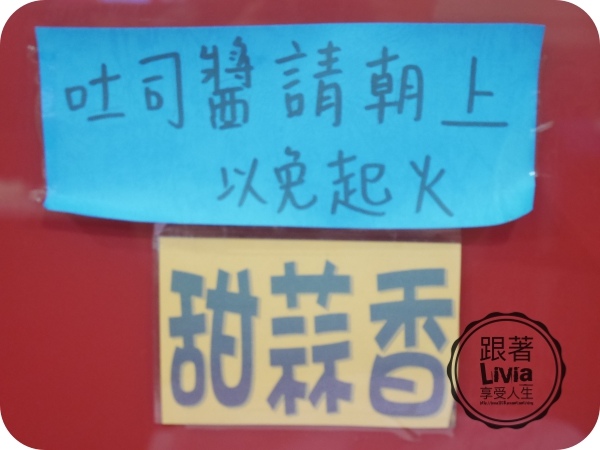 吐司醬請朝上
以免起火
甜蒜香
跟著
Livia
享受人生